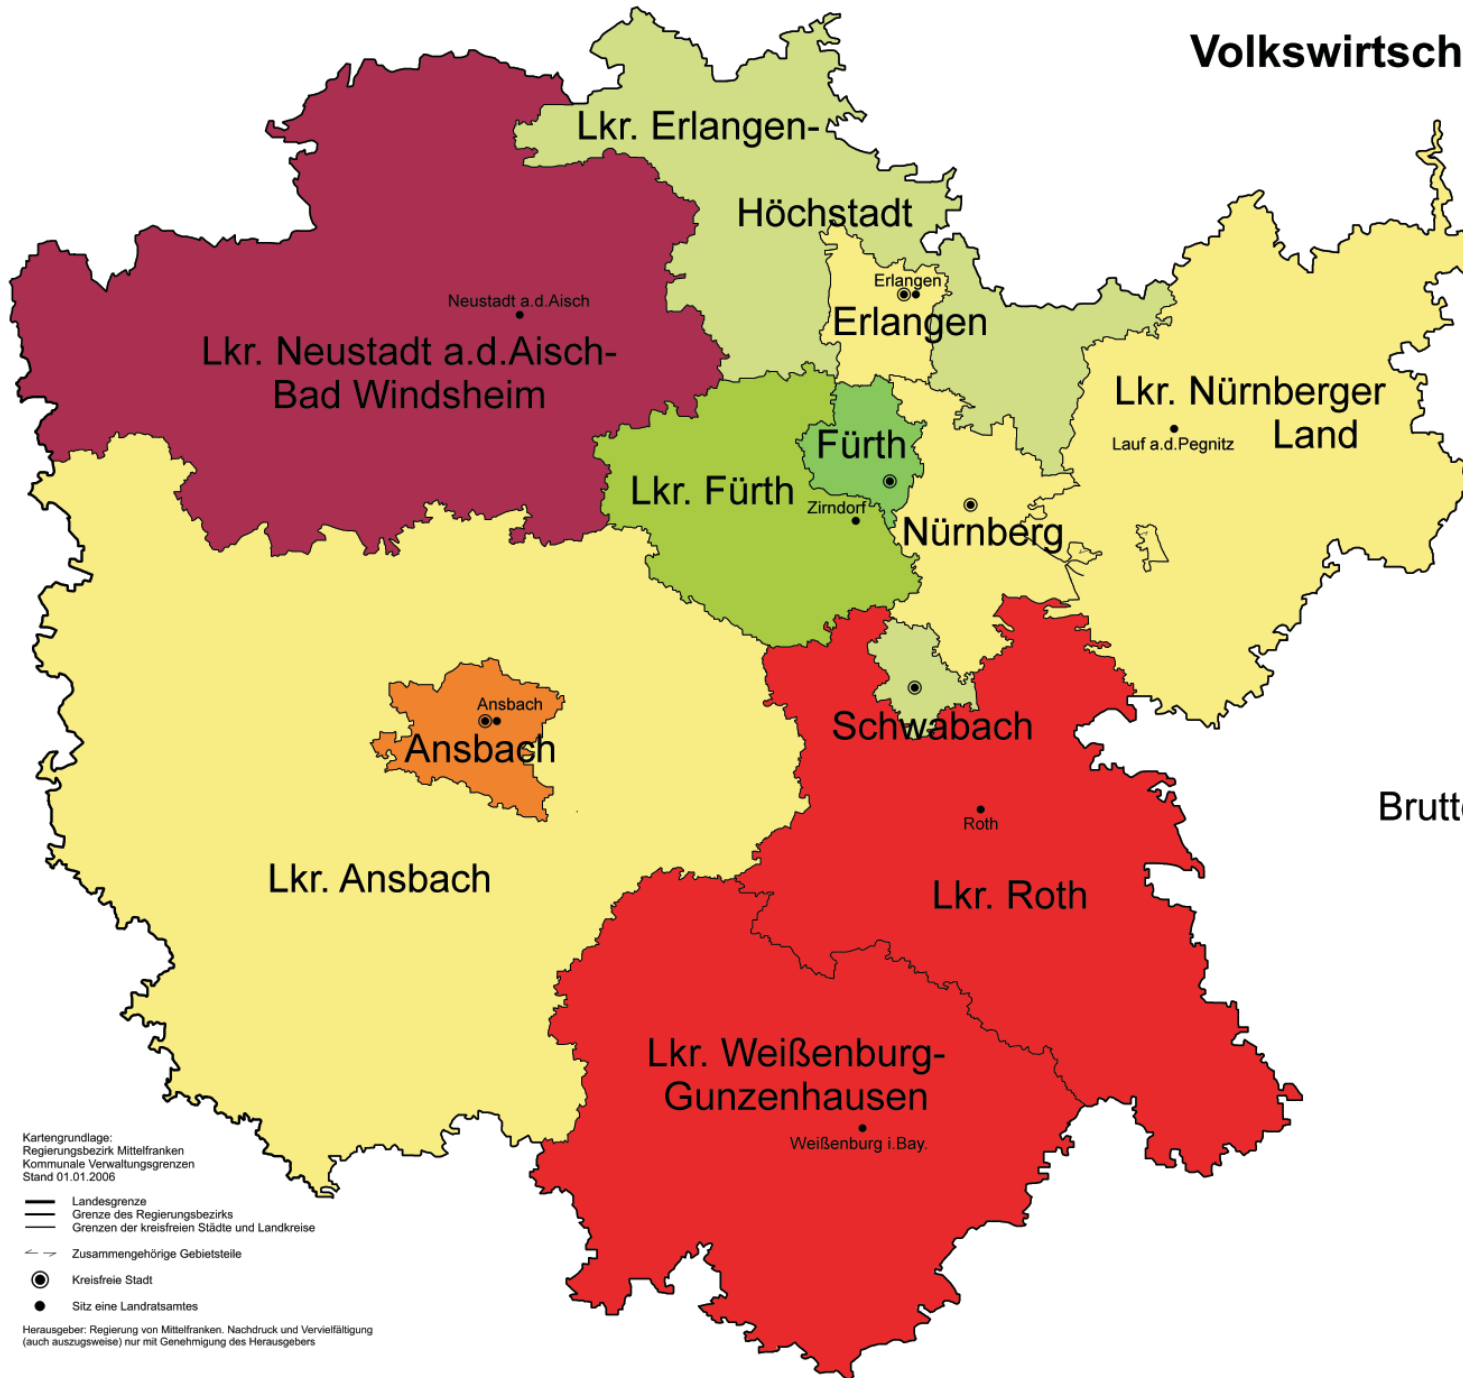 Volkswirtsch
Lkr. Erlangen-
Höchstadt
Erlangen
Erlangen
Neustadt a.d.Aisch
Lkr. Neustadt a.d.Aisch-
Bad Windsheim
Lkr. Nürnberger
Land
Lauf a.d.Pegnitz
Fürth
Lkr. Fürth
Zirndorf
Nürnberg
Ansbach
Ansbach
Schwabach
Roth
Brutt
Lkr. Ansbach
Lkr. Roth
Lkr. Weißenburg-
Gunzenhausen
Weißenburg i.Bay.
Kartengrundlage:
Regierungsbezirk Mittelfranken
Kommunale Verwaltungsgrenzen
Stand 01.01.2006
Landesgrenze
Grenze des Regierungsbezirks
Grenzen der kreisfreien Städte und Landkreise
Zusammengehörige Gebietsteile
Kreisfreie Stadt
Sitz eine Landratsamtes
Herausgeber: Regierung von Mittelfranken. Nachdruck und Vervielfältigung
(auch auszugsweise) nur mit Genehmigung des Herausgebers